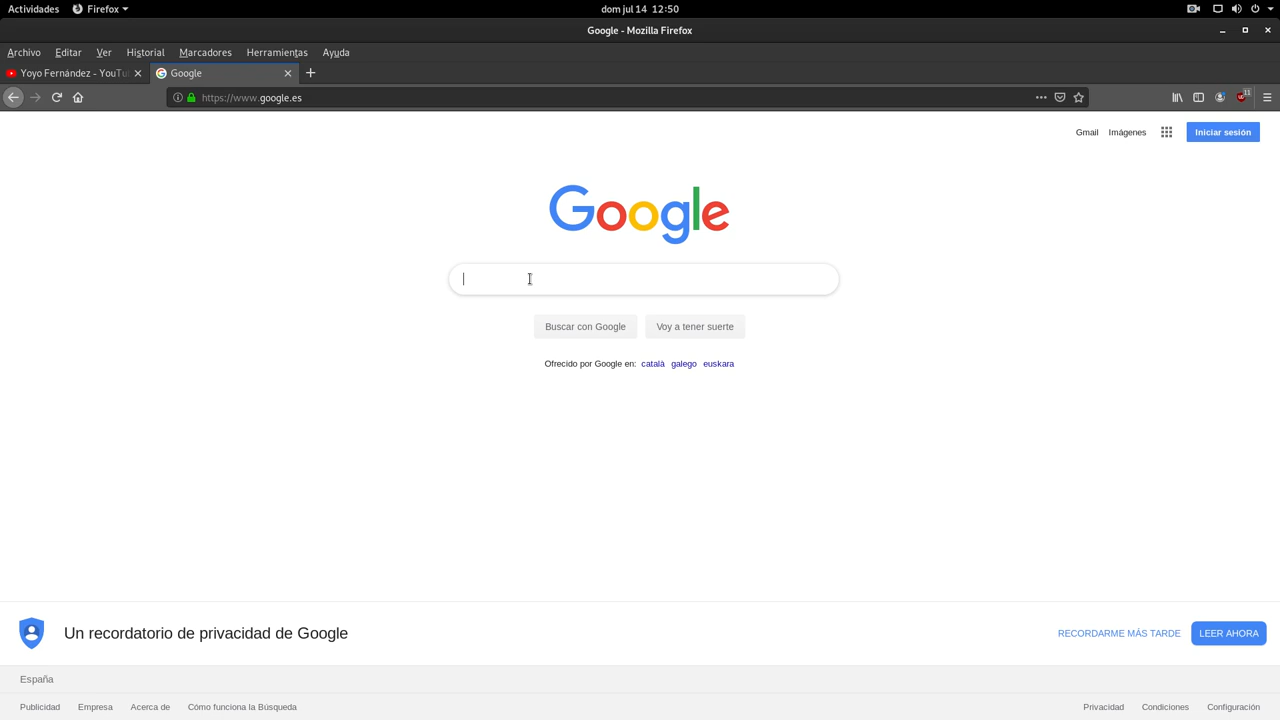 Actividades Firefox dom jul 14 12:50
Google - Mozilla Firefox
Archivo Editar Ver Historial Marcadores Herramientas Ayuda
Yoyo Fernández - YouTu Google
https://www.google.es 11
Gmail Imágenes Iniciar sesión
Google
Buscar con Google Voy a tener suerte
Ofrecido por Google en: català galego euskara
Un recordatorio de privacidad de Google RECORDARME MÁS TARDE LEER AHORA
España
Publicidad Empresa Acerca de Cómo funciona la Búsqueda Privacidad Condiciones Configuración